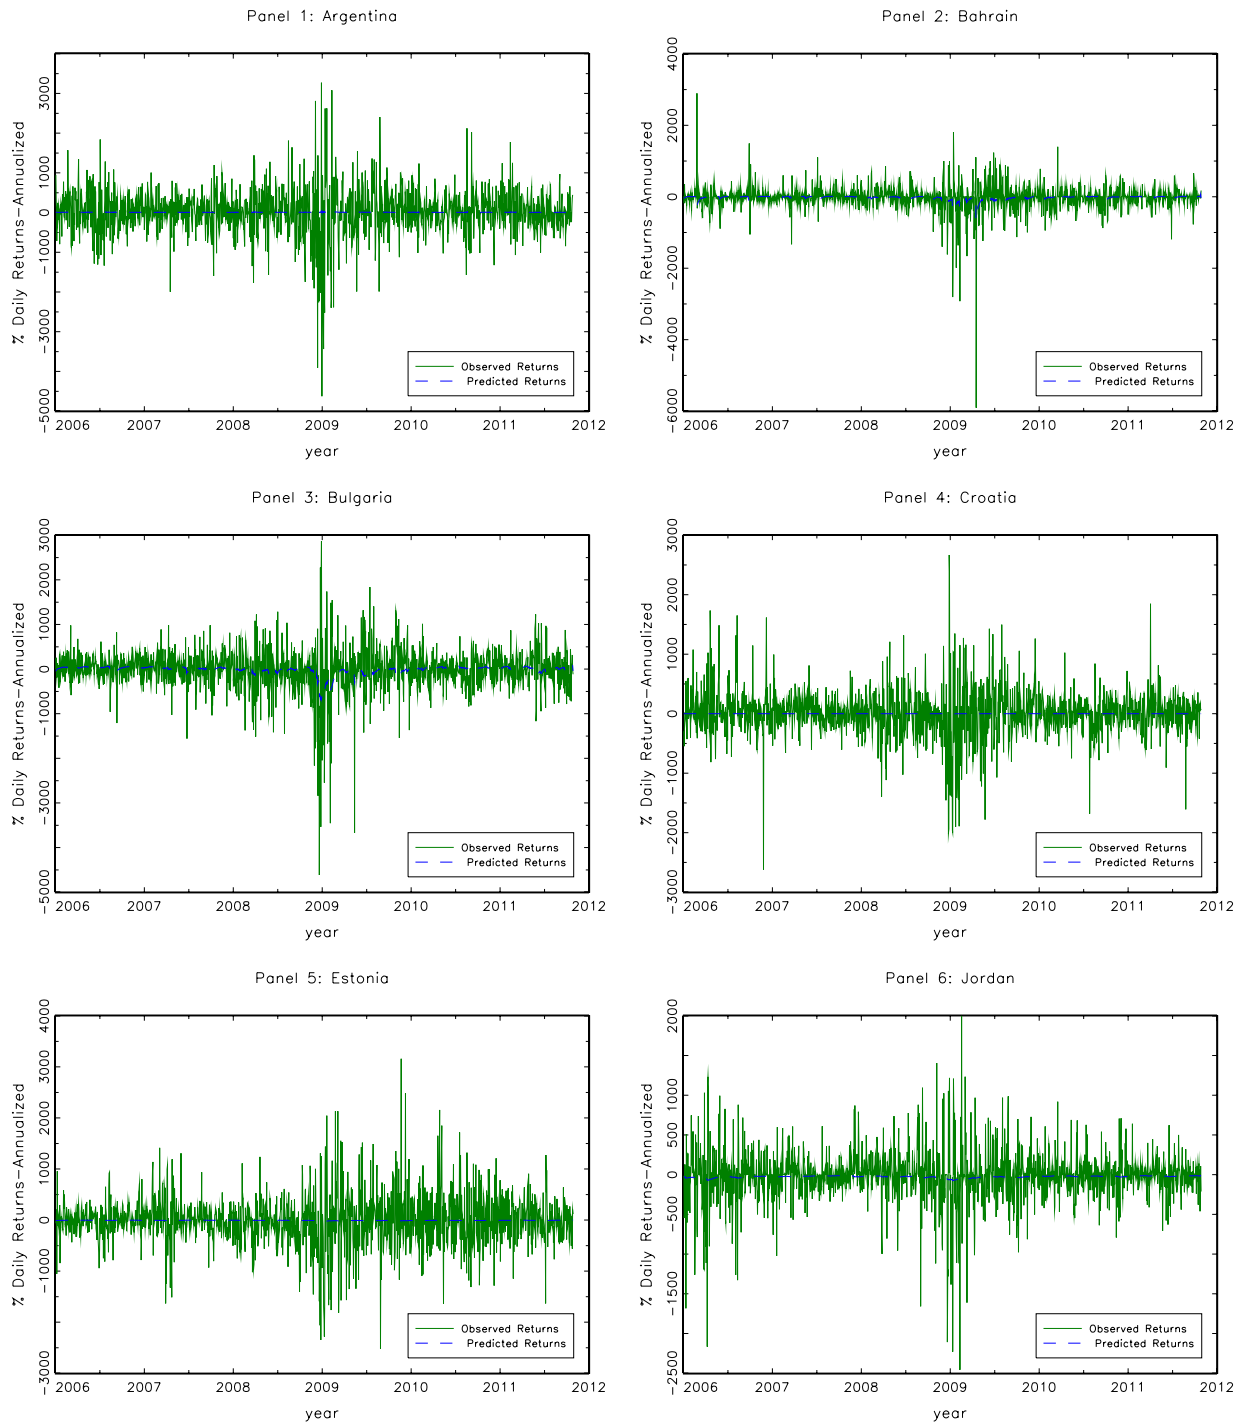 Panel 1: Argentina
% Daily Returns-Annualized
3000
1000
0
-1000
-3000
-5000
Observed Returns
Predicted Returns
2006 2007 2008 2009 2010 2011 2012
year
Panel 2: Bahrain
% Daily Returns-Annualized
4000
2000
0
-2000
-4000
-6000
Observed Returns
Predicted Returns
2006 2007 2008 2009 2010 2011 2012
year
Panel 3: Bulgaria
% Daily Returns-Annualized
3000
2000
1000
0
-1000
-3000
-5000
Observed Returns
Predicted Returns
2006 2007 2008 2009 2010 2011 2012
year
Panel 4: Croatia
% Daily Returns-Annualized
3000
2000
1000
0
-1000
-2000
-3000
Observed Returns
Predicted Returns
2006 2007 2008 2009 2010 2011 2012
year
Panel 5: Estonia
% Daily Returns-Annualized
4000
3000
2000
1000
0
-1000
-3000
Observed Returns
Predicted Returns
2006 2007 2008 2009 2010 2011 2012
year
Panel 6: Jordan
% Daily Returns-Annualized
2000
1000
500
0
-500
-1500
-2500
Observed Returns
Predicted Returns
2006 2007 2008 2009 2010 2011 2012
year